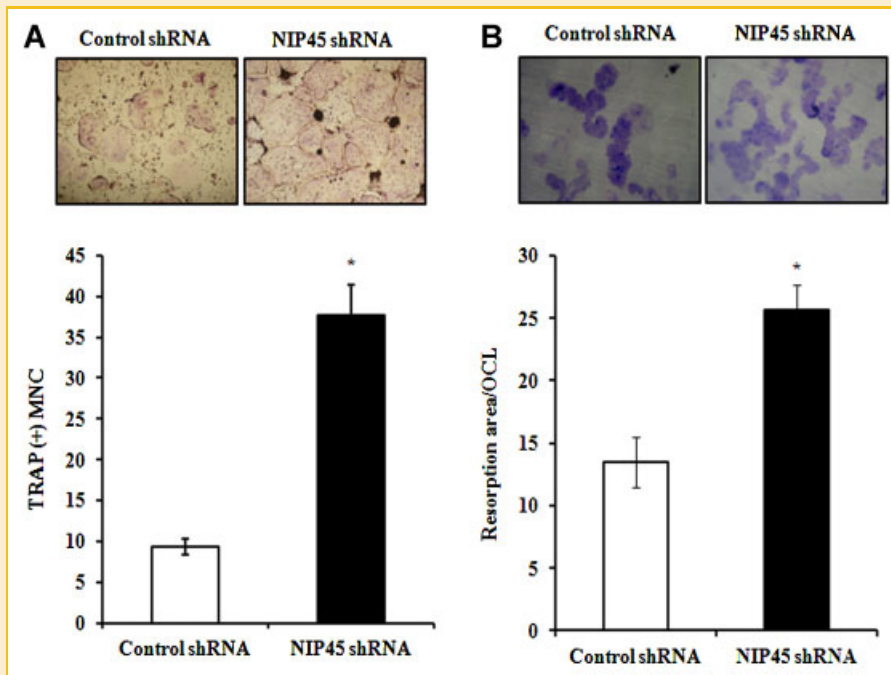 A
Control shRNA
NIP45 shRNA
TRAP (+) MNC
45
40
35
30
25
20
15
10
5
0
*
Control shRNA
NIP45 shRNA
B
Control shRNA
NIP45 shRNA
Resorption area/OCL
30
25
20
15
10
5
0
*
Control shRNA
NIP45 shRNA